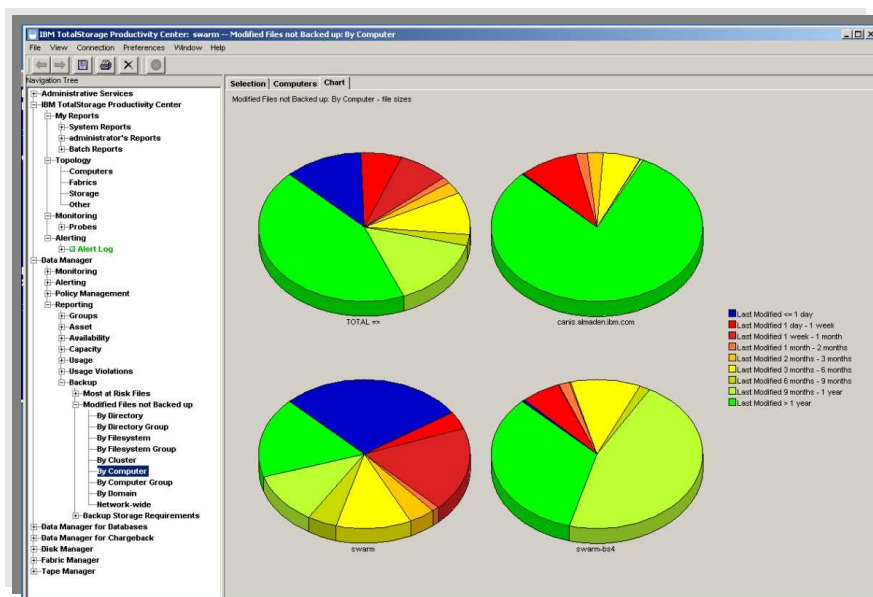 IBM TotalStorage Productivity Center: swarm -- Modified Files not Backed up: By Computer
File View Connection Preferences Window Help
Navigation Tree
Administrative Services
IBM TotalStorage Productivity Center
My Reports
System Reports
administrator's Reports
Batch Reports
Topology
Computers
Fabrics
Storage
Other
Monitoring
Probes
Alerting
Alert Log
Data Manager
Monitoring
Alerting
Policy Management
Reporting
Groups
Asset
Availability
Capacity
Usage
Usage Violations
Backup
Most at Risk Files
Modified Files not Backed up
By Directory
By Directory Group
By Filesystem
By Filesystem Group
By Cluster
By Computer
By Computer Group
By Domain
Network-wide
Backup Storage Requirements
Data Manager for Databases
Data Manager for Chargeback
Disk Manager
Fabric Manager
Tape Manager
Selection Computers Chart
Modified Files not Backed up: By Computer - file sizes
TOTAL =>
canis.almaden.ibm.com
swarm
swarm-bs4
Last Modified <= 1 day
Last Modified 1 day - 1 week
Last Modified 1 week - 1 month
Last Modified 1 month - 2 months
Last Modified 2 months - 3 months
Last Modified 3 months - 6 months
Last Modified 6 months - 9 months
Last Modified 9 months - 1 year
Last Modified > 1 year